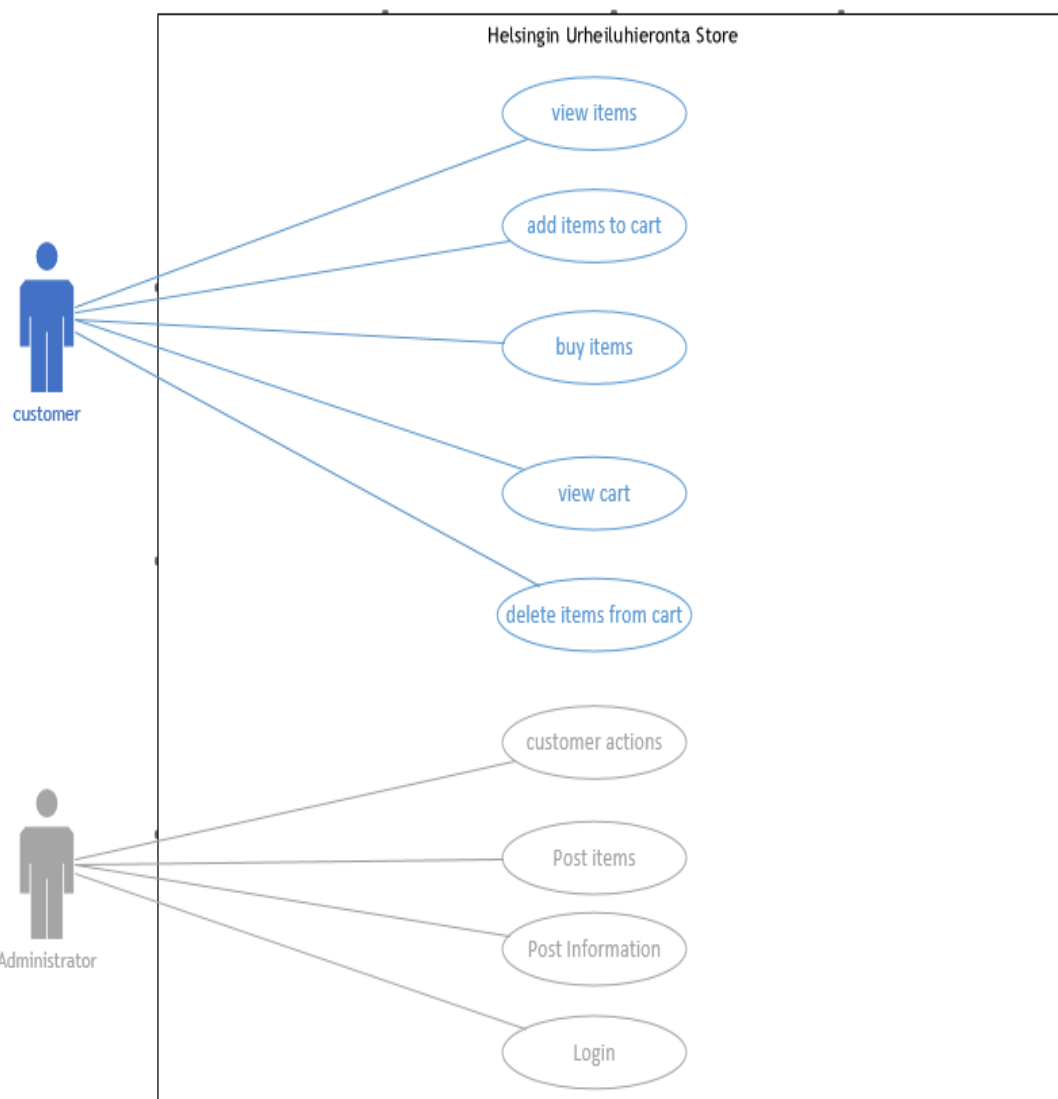 Helsingin Urheiluhieronta Store
view items
add items to cart
buy items
customer
view cart
delete items from cart
customer actions
Post items
Post Information
Administrator
Login